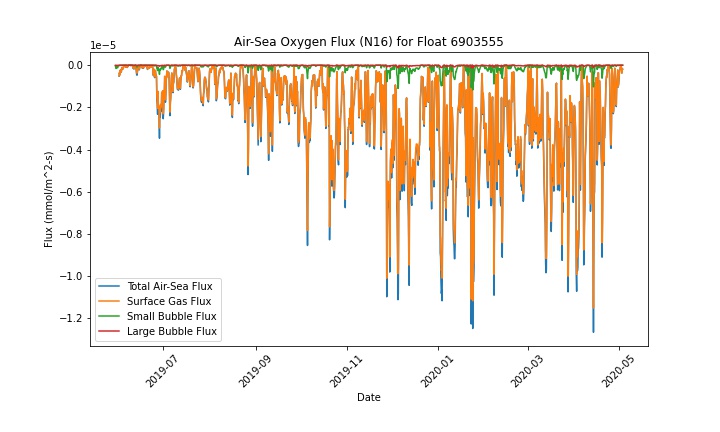 Air-Sea Oxygen Flux (N16) for Float 6903555
1e−5
0.0
−0.2
−0.4
−0.6
−0.8
−1.0
−1.2
Flux (mmol/m^2-s)
Total Air-Sea Flux
Surface Gas Flux
Small Bubble Flux
Large Bubble Flux
2019-07
2019-09
2019-11
2020-01
2020-03
2020-05
Date